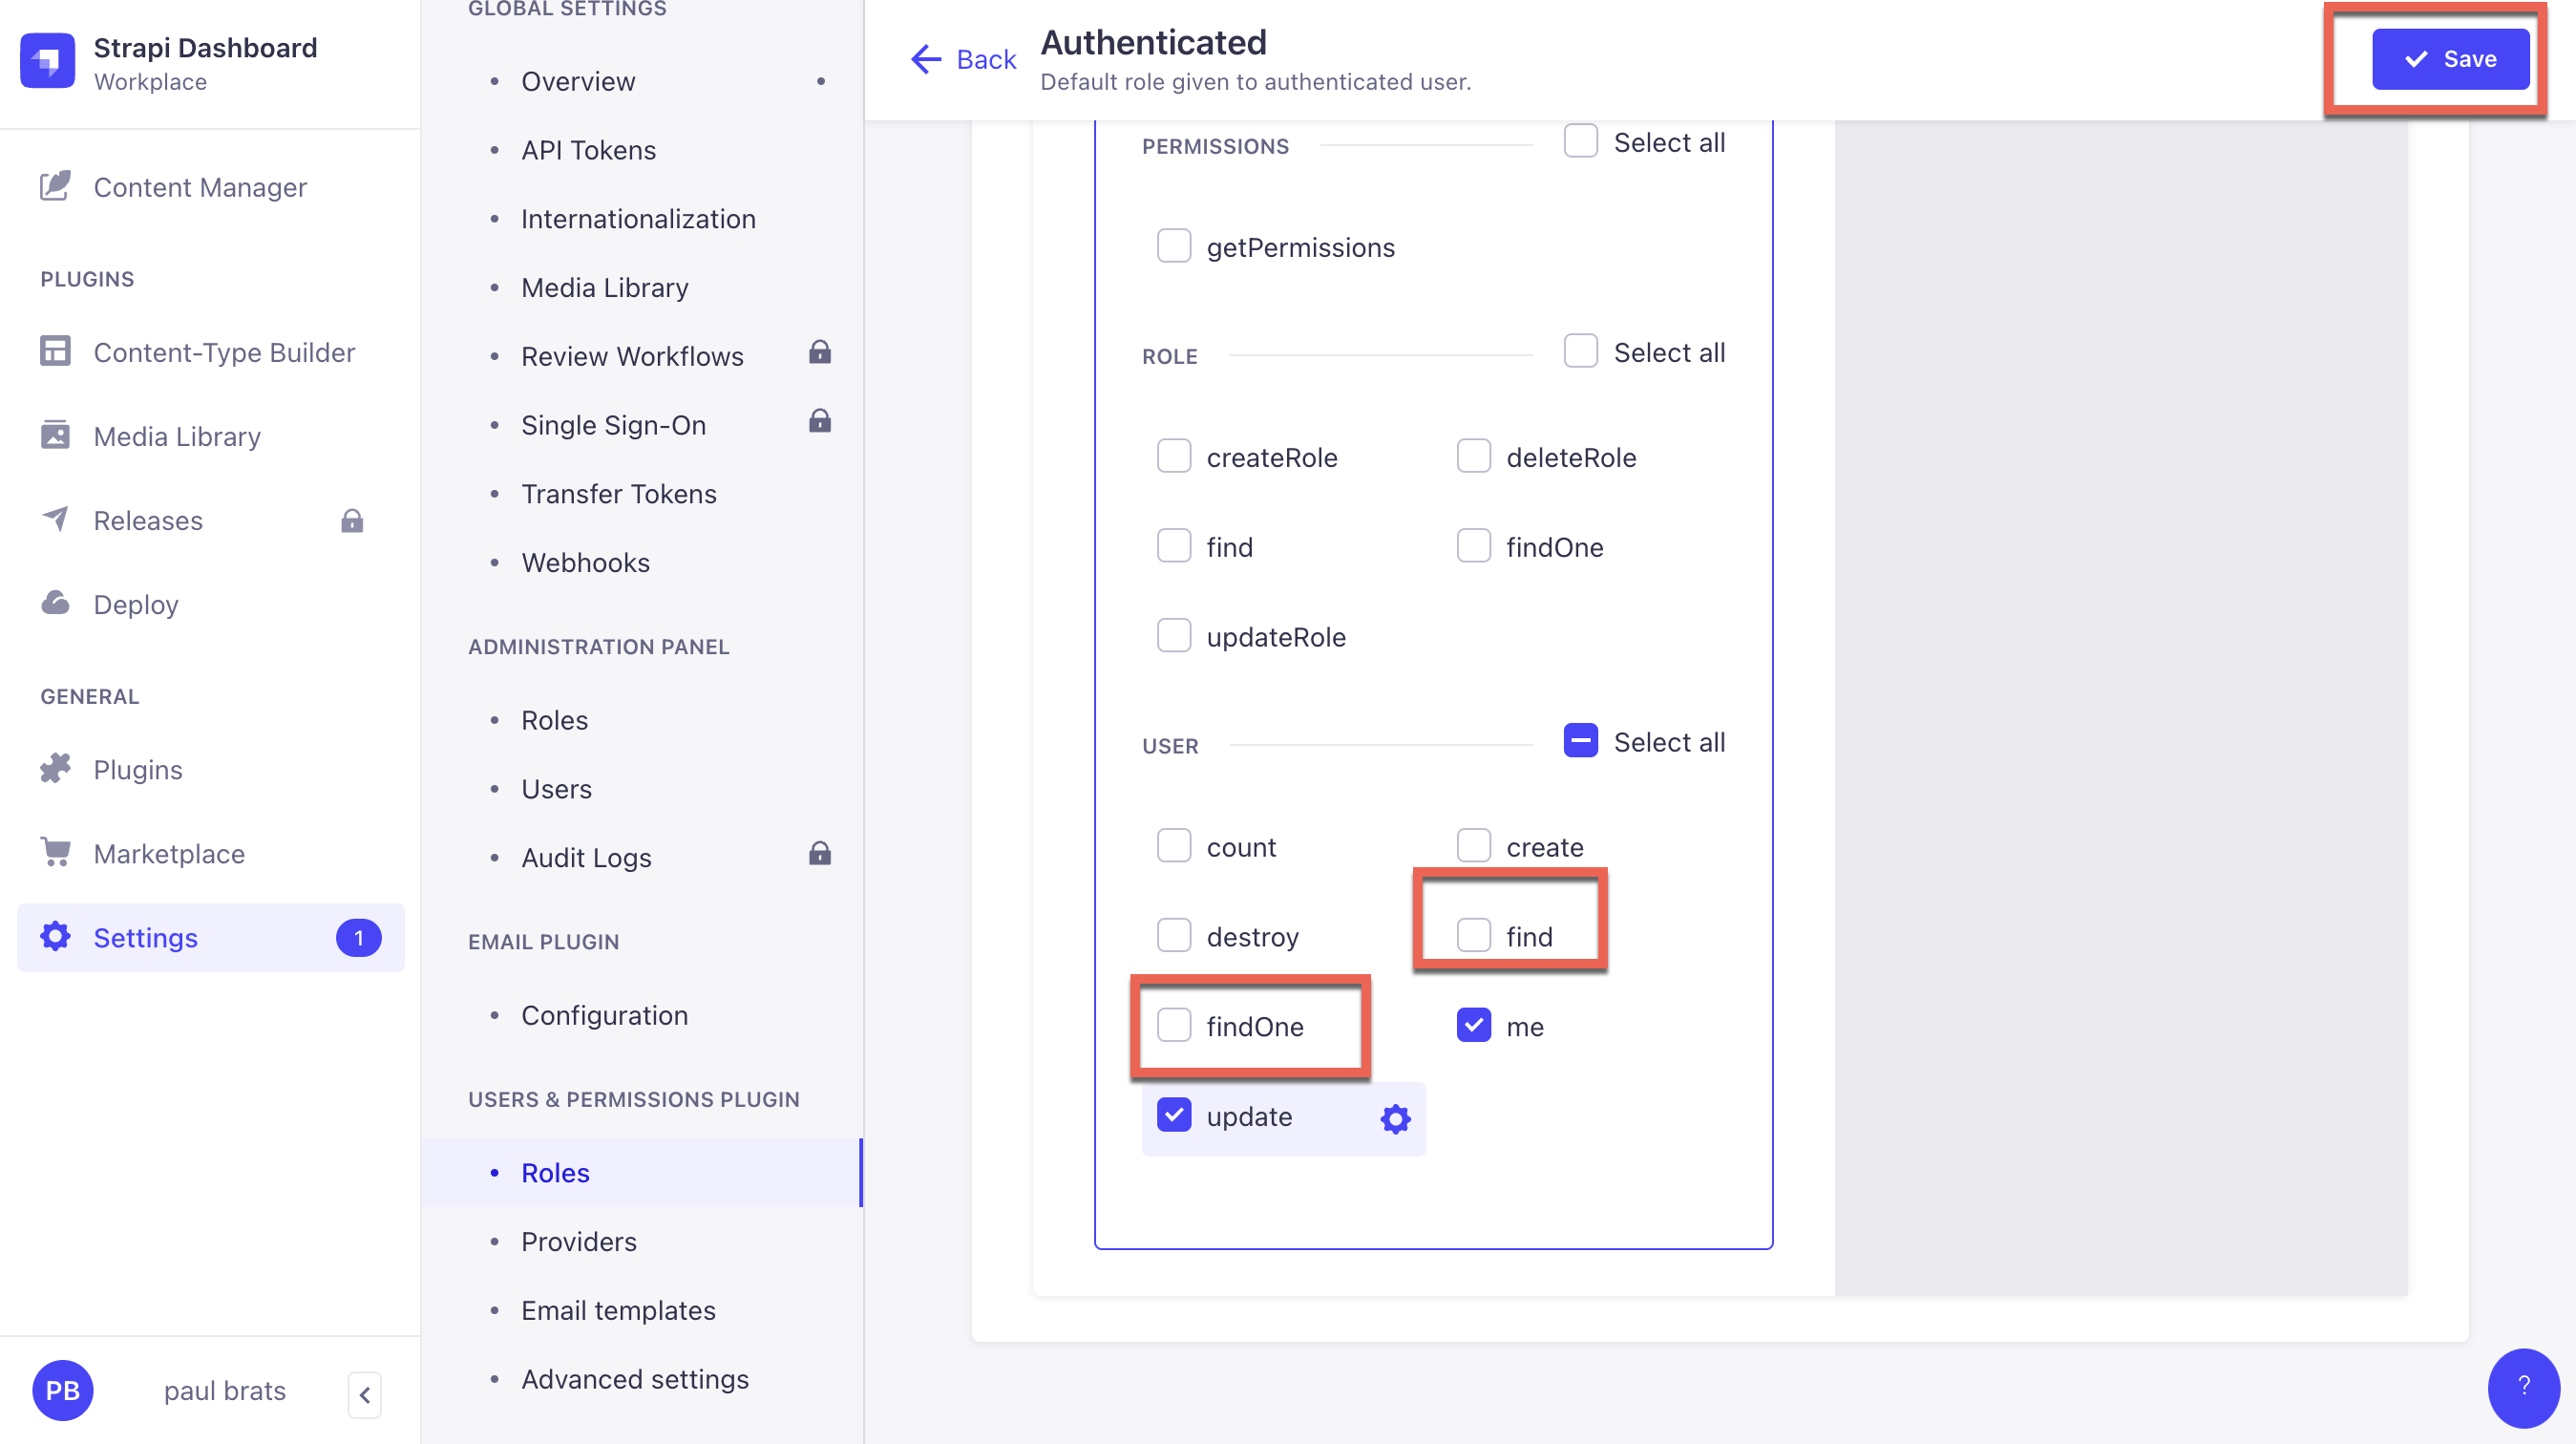 Strapi Dashboard
Workplace
Content Manager
PLUGINS
Content-Type Builder
Media Library
Releases
Deploy
GENERAL
Plugins
Marketplace
Settings
1
PB
paul brats
GLOBAL SETTINGS
Overview
API Tokens
Internationalization
Media Library
Review Workflows
Single Sign-On
Transfer Tokens
Webhooks
ADMINISTRATION PANEL
Roles
Users
Audit Logs
EMAIL PLUGIN
Configuration
USERS & PERMISSIONS PLUGIN
Roles
Providers
Email templates
Advanced settings
Back
Authenticated
Default role given to authenticated user.
Save
PERMISSIONS
Select all
getPermissions
ROLE
Select all
createRole
deleteRole
find
findOne
updateRole
USER
Select all
count
create
destroy
find
findOne
me
update
?